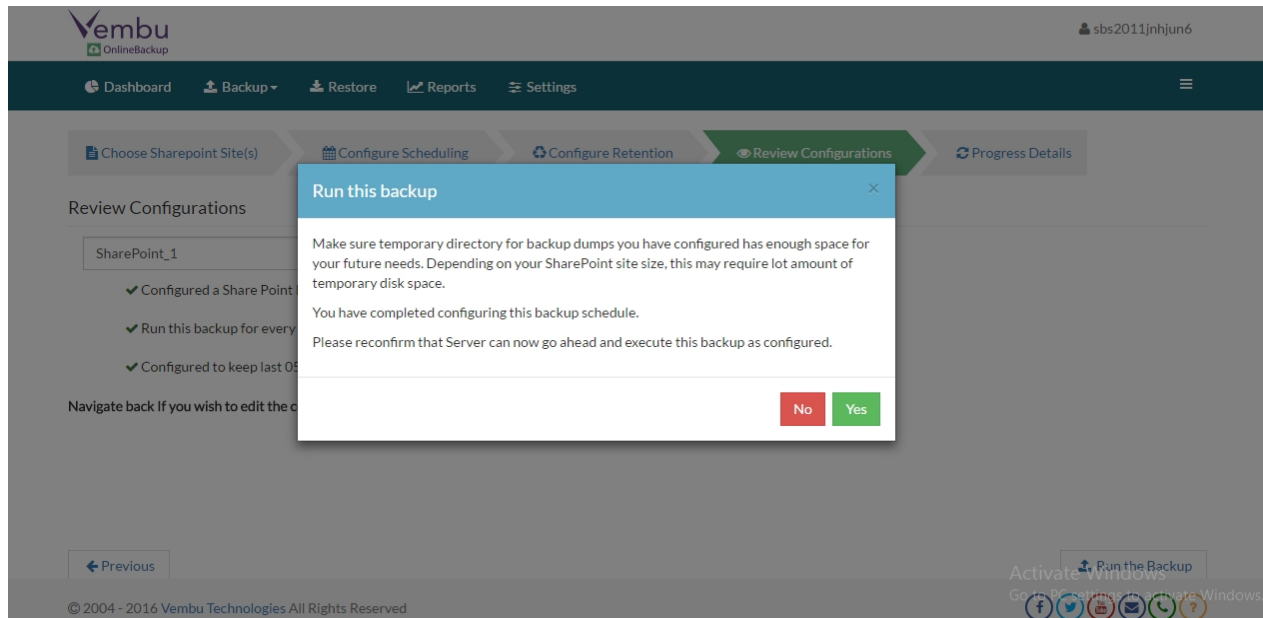 Vembu
OnlineBackup
sbs2011jnhjun6
Dashboard Backup Restore Reports Settings
Choose Sharepoint Site(s) Configure Scheduling Configure Retention Review Configurations Progress Details
Run this backup ×
Review Configurations
Make sure temporary directory for backup dumps you have configured has enough space for
your future needs. Depending on your SharePoint site size, this may require lot amount of
temporary disk space.
SharePoint_1
Configured a Share Point
You have completed configuring this backup schedule.
Run this backup for every
Please reconfirm that Server can now go ahead and execute this backup as configured.
Configured to keep last 05
Navigate back If you wish to edit the c
No Yes
Previous
Run the Backup
Activate Windows
Go to PC settings to activate Windows.
© 2004 - 2016 Vembu Technologies All Rights Reserved